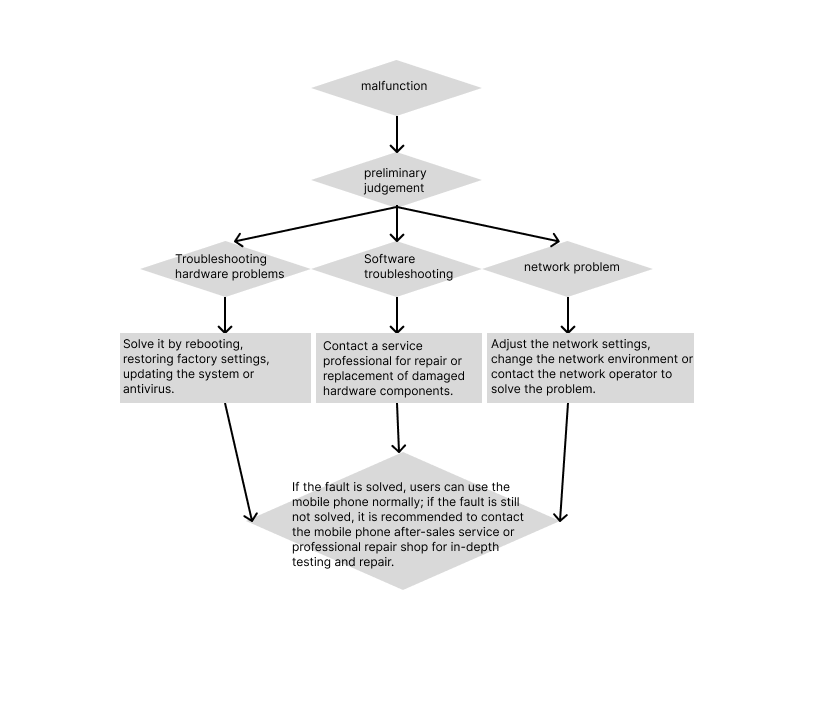 malfunction
preliminary
judgement
Troubleshooting
hardware problems
Software
troubleshooting
network problem
Solve it by rebooting,
restoring factory settings,
updating the system or
antivirus.
Contact a service
professional for repair or
replacement of damaged
hardware components.
Adjust the network settings,
change the network environment or
contact the network operator to
solve the problem.
If the fault is solved, users can use the
mobile phone normally; if the fault is still
not solved, it is recommended to contact
the mobile phone after-sales service or
professional repair shop for in-depth
testing and repair.